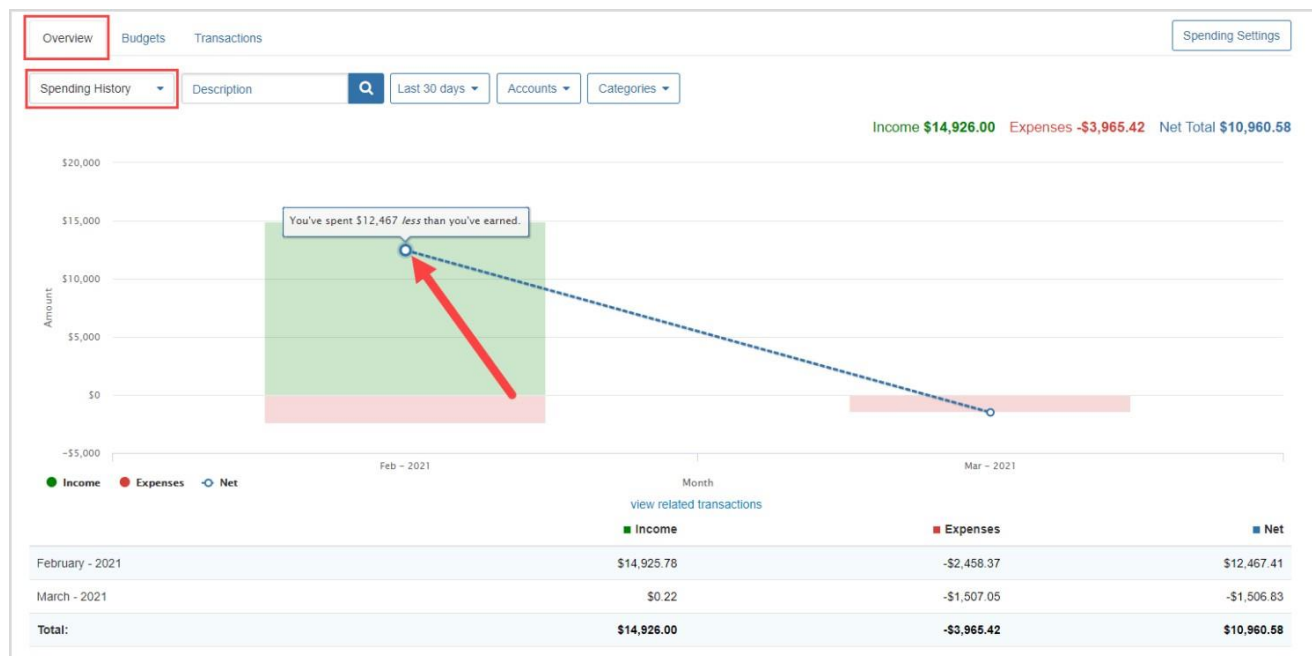 Overview Budgets Transactions Spending Settings
Spending History Description Last 30 days Accounts Categories
Income $14,926.00 Expenses -$3,965.42 Net Total $10,960.58
$20,000
$15,000
You've spent $12,467 less than you've earned.
$10,000
Amount
$5,000
$0
-$5,000
Feb - 2021 Mar - 2021
Income Expenses Net Month
view related transactions
Income Expenses Net
February - 2021 $14,925.78 -$2,458.37 $12,467.41
March - 2021 $0.22 -$1,507.05 -$1,506.83
Total: $14,926.00 -$3,965.42 $10,960.58